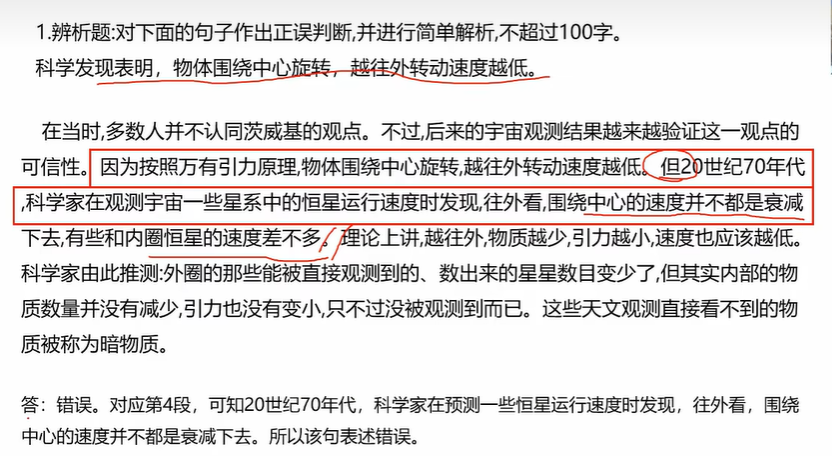 1.辨析题:对下面的句子作出正误判断,并进行简单解析,不超过100字。
科学发现表明，物体围绕中心旋转，越往外转动速度越低。
在当时,多数人并不认同茨威基的观点。不过,后来的宇宙观测结果越来越验证这一观点的
可信性。因为按照万有引力原理,物体围绕中心旋转,越往外转动速度越低。但20世纪70年代
,科学家在观测宇宙一些星系中的恒星运行速度时发现,往外看,围绕中心的速度并不都是衰减
下去,有些和内圈恒星的速度差不多。理论上讲,越往外,物质越少,引力越小,速度也应该越低。
科学家由此推测:外圈的那些能被直接观测到的、数出来的星星数目变少了,但其实内部的物
质数量并没有减少,引力也没有变小,只不过没被观测到而已。这些天文观测直接看不到的物
质被称为暗物质。
答：错误。对应第4段，可知20世纪70年代，科学家在预测一些恒星运行速度时发现，往外看，围绕
中心的速度并不都是衰减下去。所以该句表述错误。